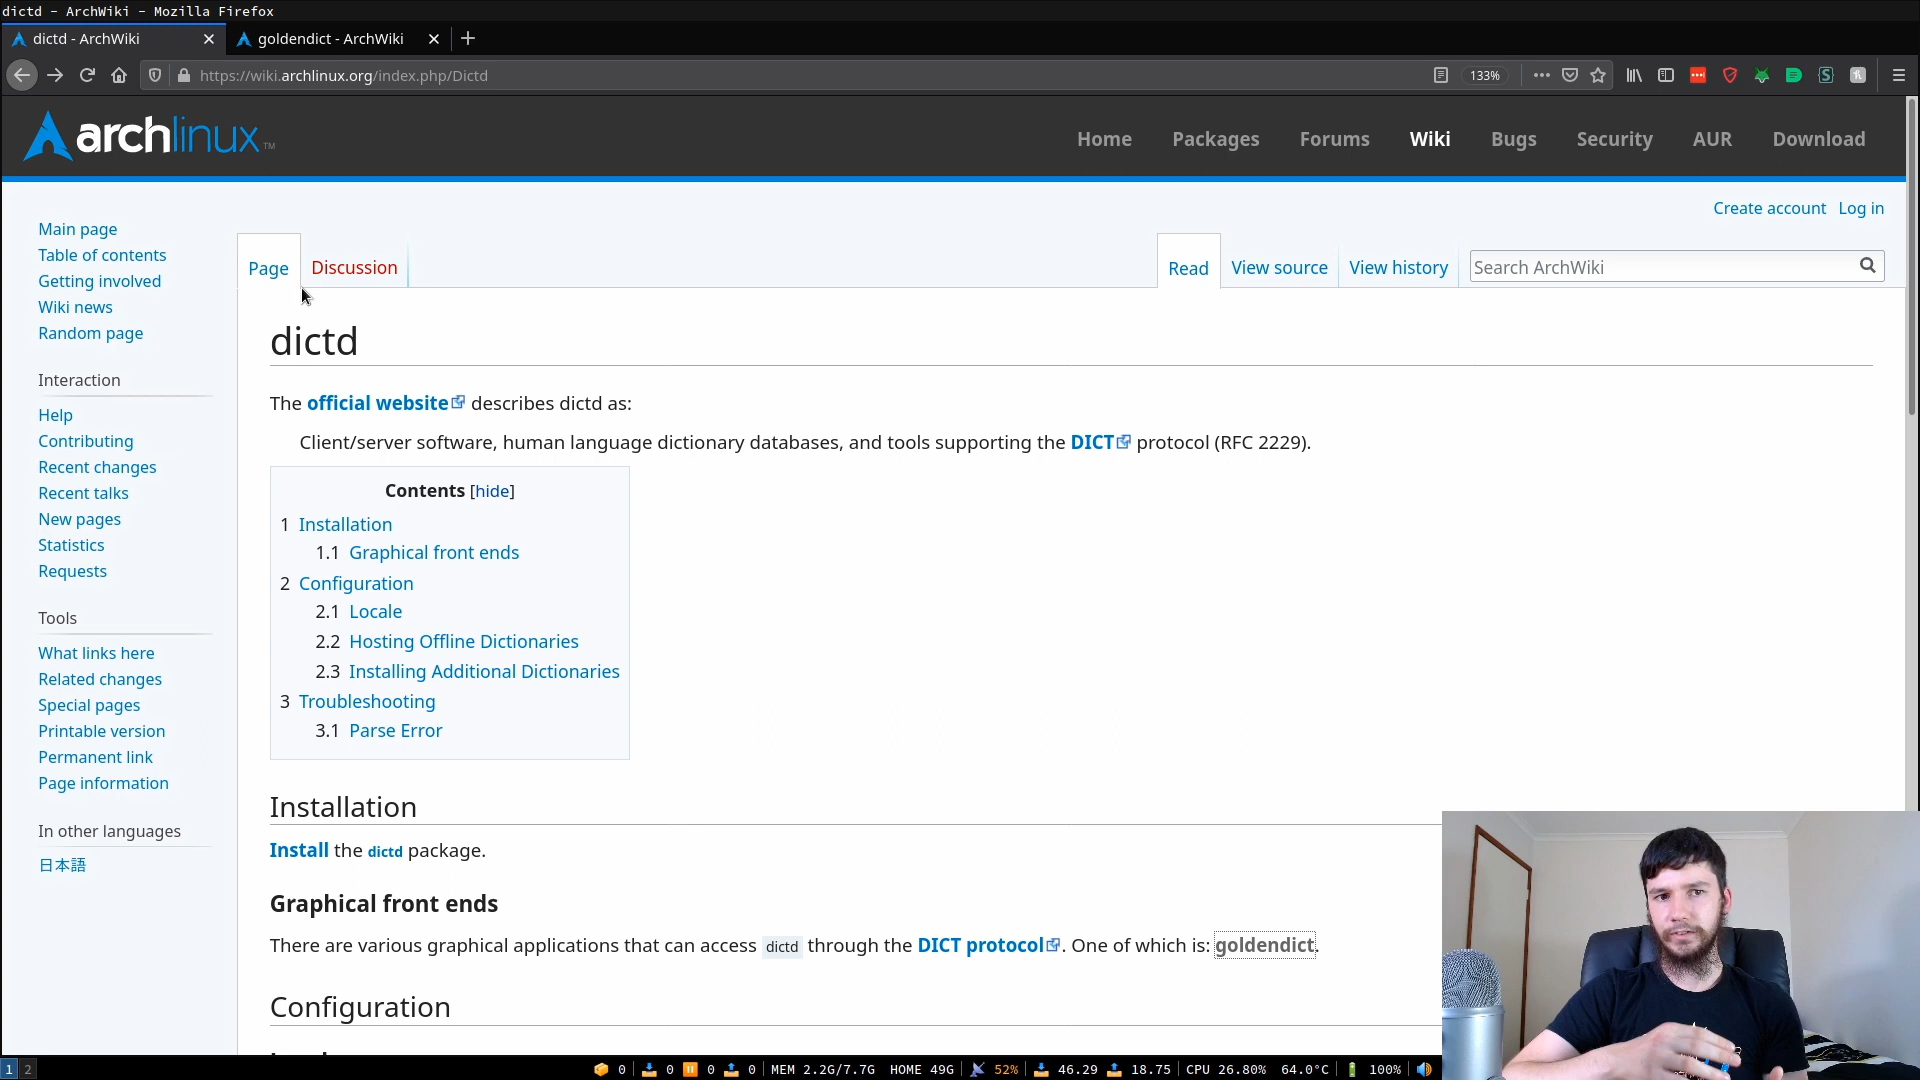 dictd - ArchWiki - Mozilla Firefox
dictd - ArchWiki
goldendict - ArchWiki
https://wiki.archlinux.org/index.php/Dictd
133%
archlinux™
Home Packages Forums Wiki Bugs Security AUR Download
Create account Log in
Page Discussion Read View source View history Search ArchWiki
Main page
Table of contents
Getting involved
Wiki news
Random page
Interaction
Help
Contributing
Recent changes
Recent talks
New pages
Statistics
Requests
Tools
What links here
Related changes
Special pages
Printable version
Permanent link
Page information
In other languages
日本語
dictd
The official website describes dictd as:
Client/server software, human language dictionary databases, and tools supporting the DICT protocol (RFC 2229).
Contents [hide]
1 Installation
1.1 Graphical front ends
2 Configuration
2.1 Locale
2.2 Hosting Offline Dictionaries
2.3 Installing Additional Dictionaries
3 Troubleshooting
3.1 Parse Error
Installation
Install the dictd package.
Graphical front ends
There are various graphical applications that can access dictd through the DICT protocol. One of which is: goldendict.
Configuration
1 2 0 0 0 0 MEM 2.2G/7.7G HOME 49G 52% 46.29 18.75 CPU 26.80% 64.0°C 100%